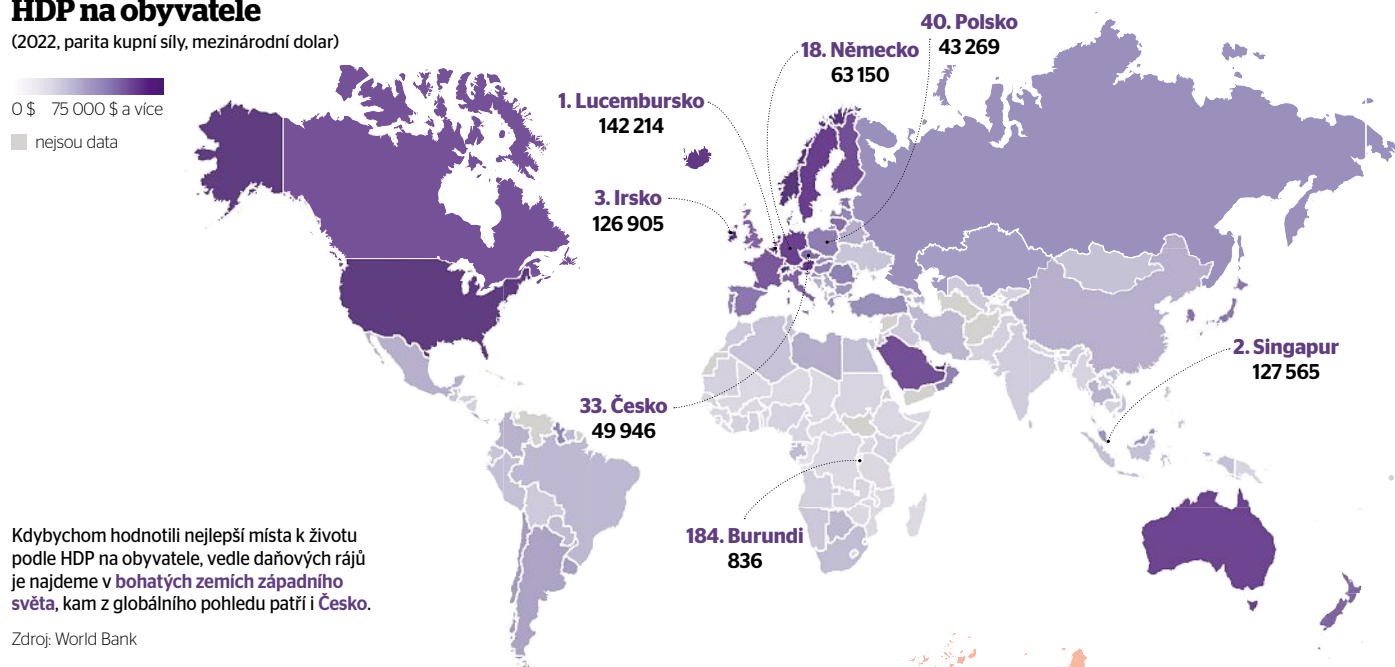 HDP na obyvatele
(2022, parita kupní síly, mezinárodní dolar)
0 $ 75 000 $ a více
nejsou data
40. Polsko
43 269
18. Německo
63 150
1. Lucembursko
142 214
3. Irsko
126 905
2. Singapur
127 565
33. Česko
49 946
184. Burundi
836
Kdybychom hodnotili nejlepší místa k životu
podle HDP na obyvatele, vedle daňových rájů
je najdeme v bohatých zemích západního
světa, kam z globálního pohledu patří i Česko.
Zdroj: World Bank